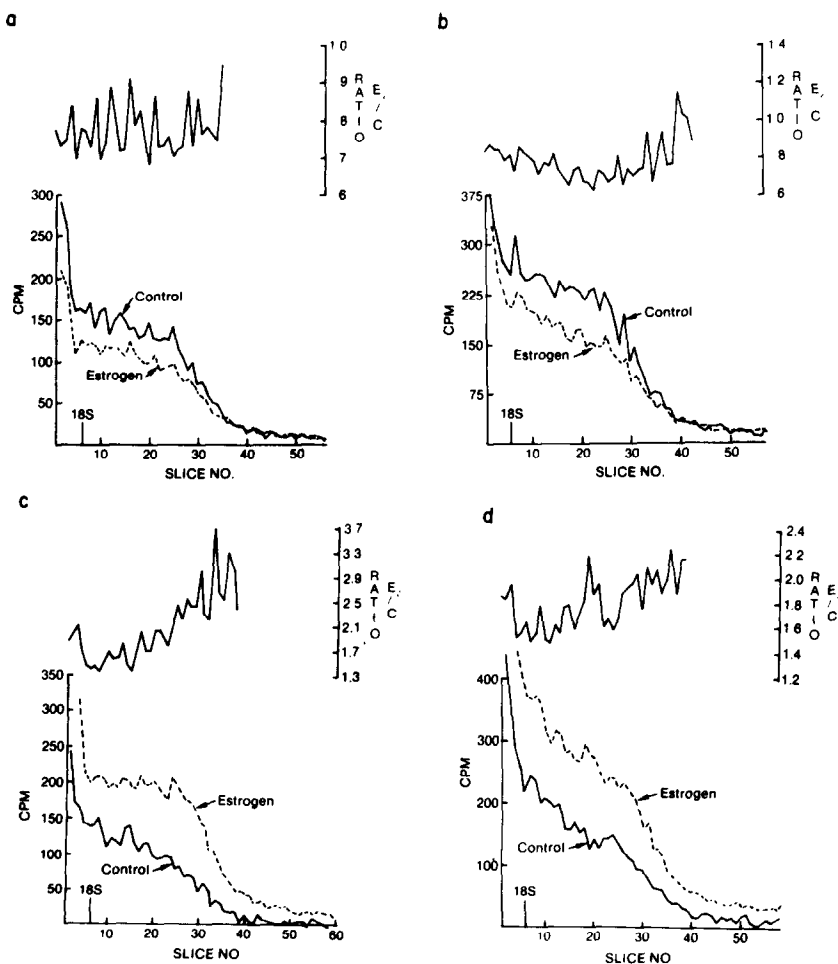 a
10
9
8
7
6
RATIO E/C
300
250
200
150
100
50
CPM
Control
Estrogen
18S
10 20 30 40 50
SLICE NO.
b
1.4
1.2
1.0
8
6
RATIO E/C
375
300
225
150
75
CPM
Control
Estrogen
18S
10 20 30 40 50
SLICE NO.
c
3.7
3.3
2.9
2.5
2.1
1.7
1.3
RATIO E/C
350
300
250
200
150
100
50
CPM
Estrogen
Control
18S
10 20 30 40 50 60
SLICE NO
d
2.4
2.2
2.0
1.8
1.6
1.4
1.2
RATIO E/C
400
300
200
100
CPM
Estrogen
Control
18S
10 20 30 40 50
SLICE NO.